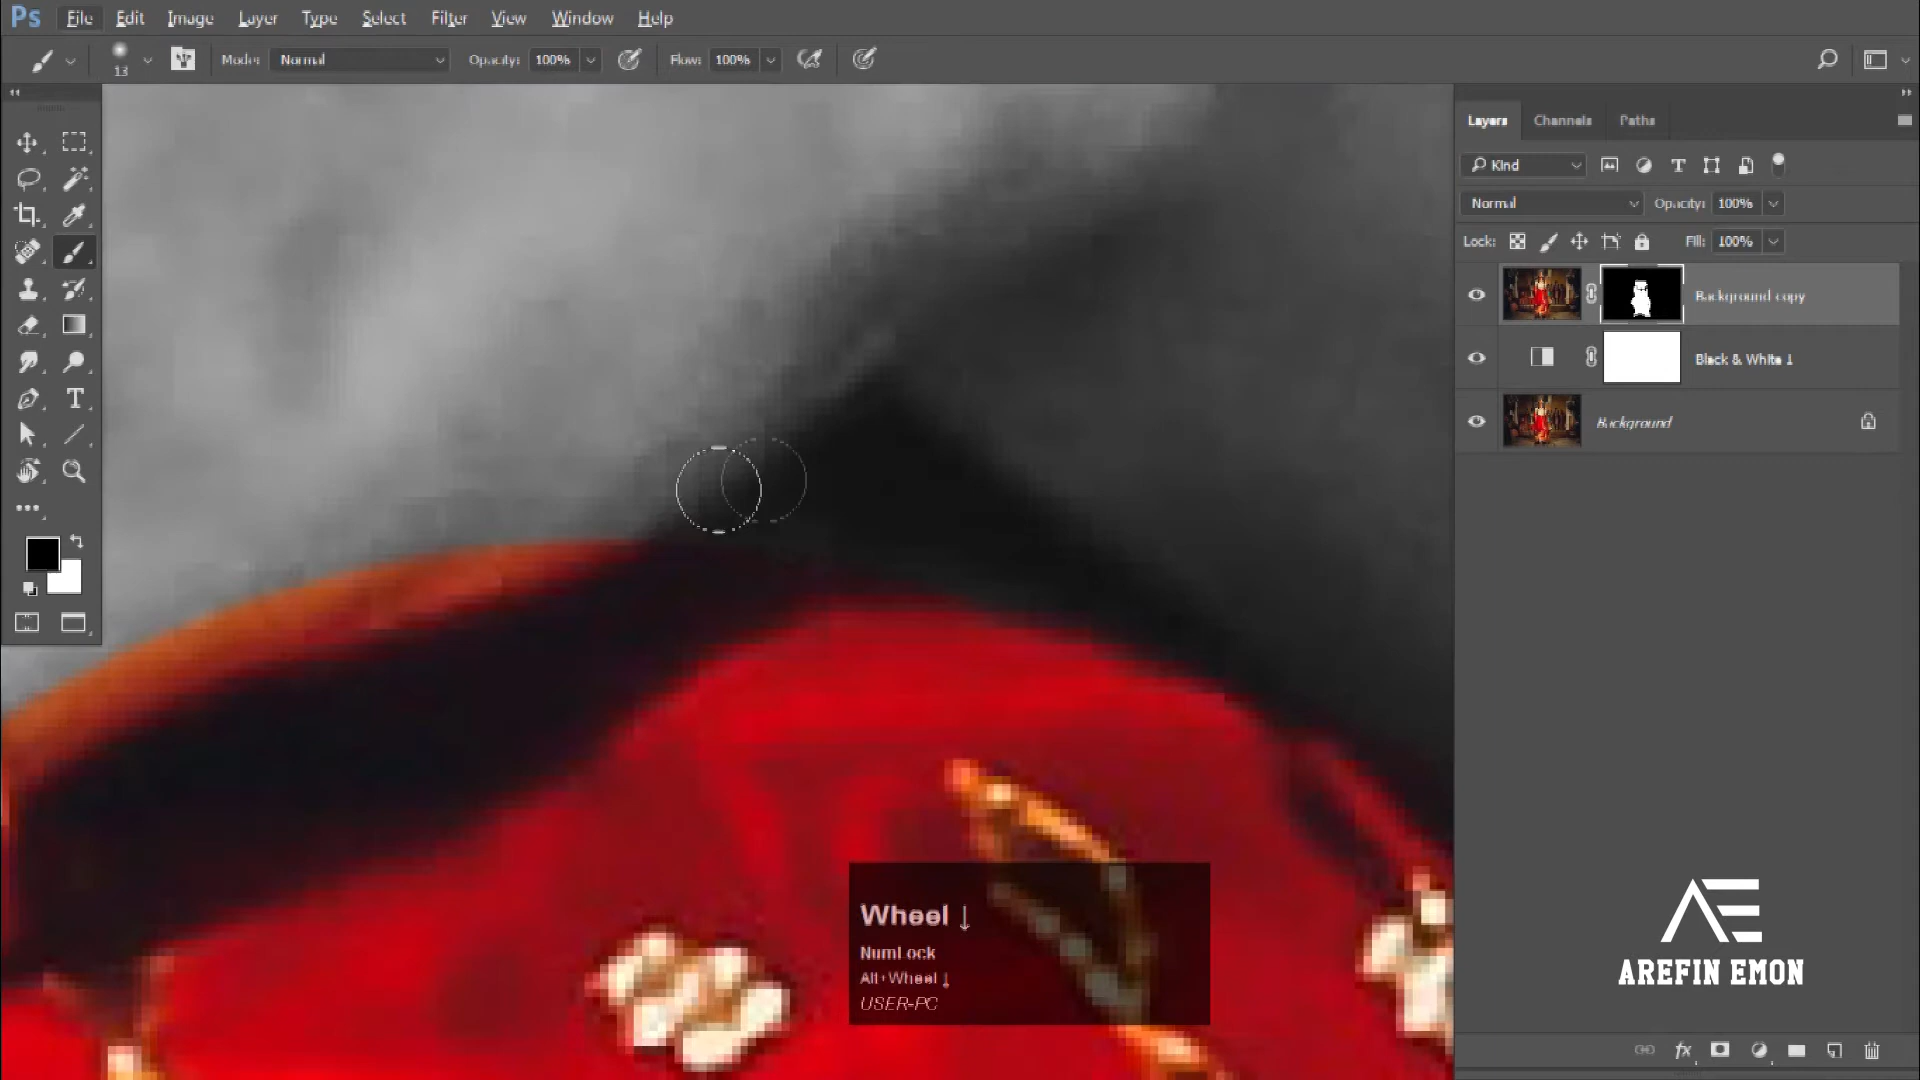 Ps File Edit Image Layer Type Select Filter View Window Help
13 Mode: Normal Opacity: 100% Flow: 100%
Layers Channels Paths
Kind
Normal Opacity: 100%
Lock: Fill: 100%
Background copy
Black & White 1
Background
Wheel ↓
NumLock
Alt+Wheel ↓
USER-PC
AE
AREFIN EMON